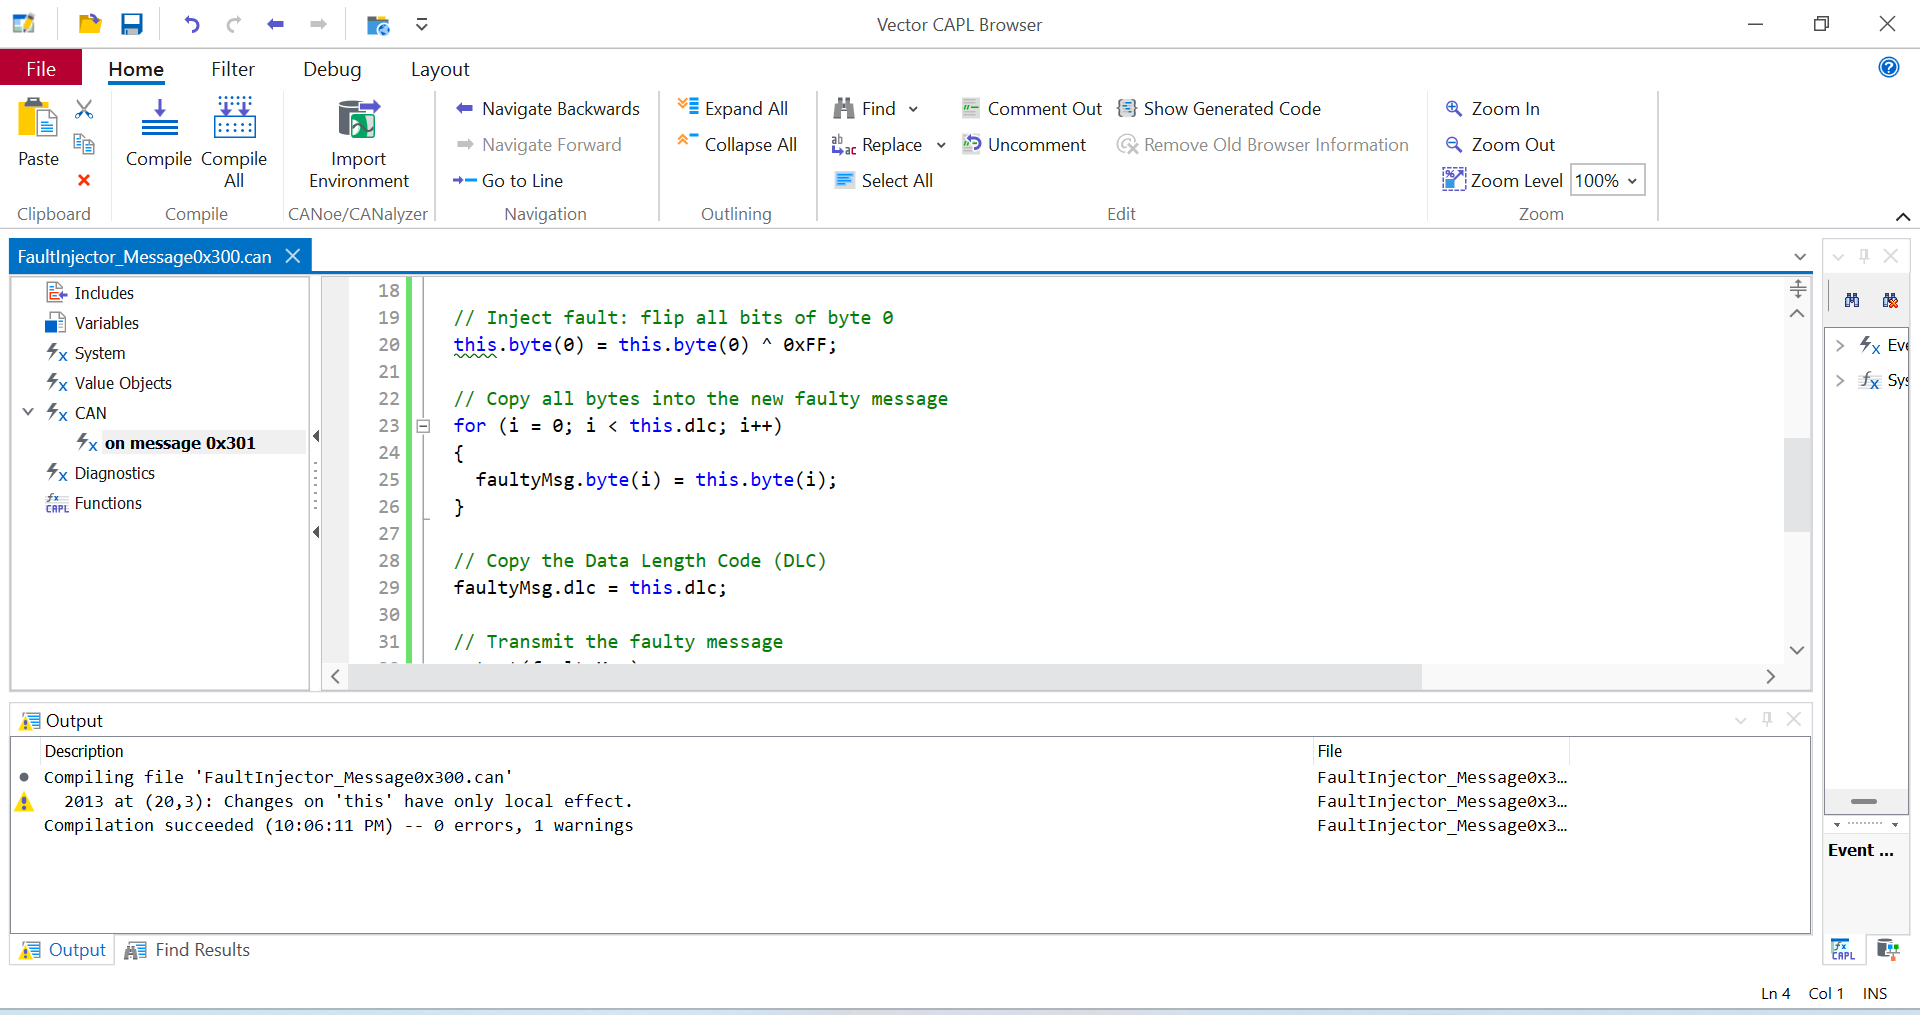 Vector CAPL Browser
File
Home
Filter
Debug
Layout
Paste
Clipboard
Compile
Compile All
Compile
Import Environment
CANoe/CANalyzer
Navigate Backwards
Navigate Forward
Go to Line
Navigation
Expand All
Collapse All
Outlining
Find
Replace
Select All
Comment Out
Uncomment
Show Generated Code
Remove Old Browser Information
Edit
Zoom In
Zoom Out
Zoom Level 100%
Zoom
FaultInjector_Message0x300.can
Includes
Variables
System
Value Objects
CAN
on message 0x301
Diagnostics
Functions
18
19 // Inject fault: flip all bits of byte 0
20 this.byte(0) = this.byte(0) ^ 0xFF;
21
22 // Copy all bytes into the new faulty message
23 for (i = 0; i < this.dlc; i++)
24 {
25 faultyMsg.byte(i) = this.byte(i);
26 }
27
28 // Copy the Data Length Code (DLC)
29 faultyMsg.dlc = this.dlc;
30
31 // Transmit the faulty message
Eve
Sys
Event ...
Output
Description File
Compiling file 'FaultInjector_Message0x300.can' FaultInjector_Message0x3...
2013 at (20,3): Changes on 'this' have only local effect. FaultInjector_Message0x3...
Compilation succeeded (10:06:11 PM) -- 0 errors, 1 warnings FaultInjector_Message0x3...
Output
Find Results
Ln 4 Col 1 INS